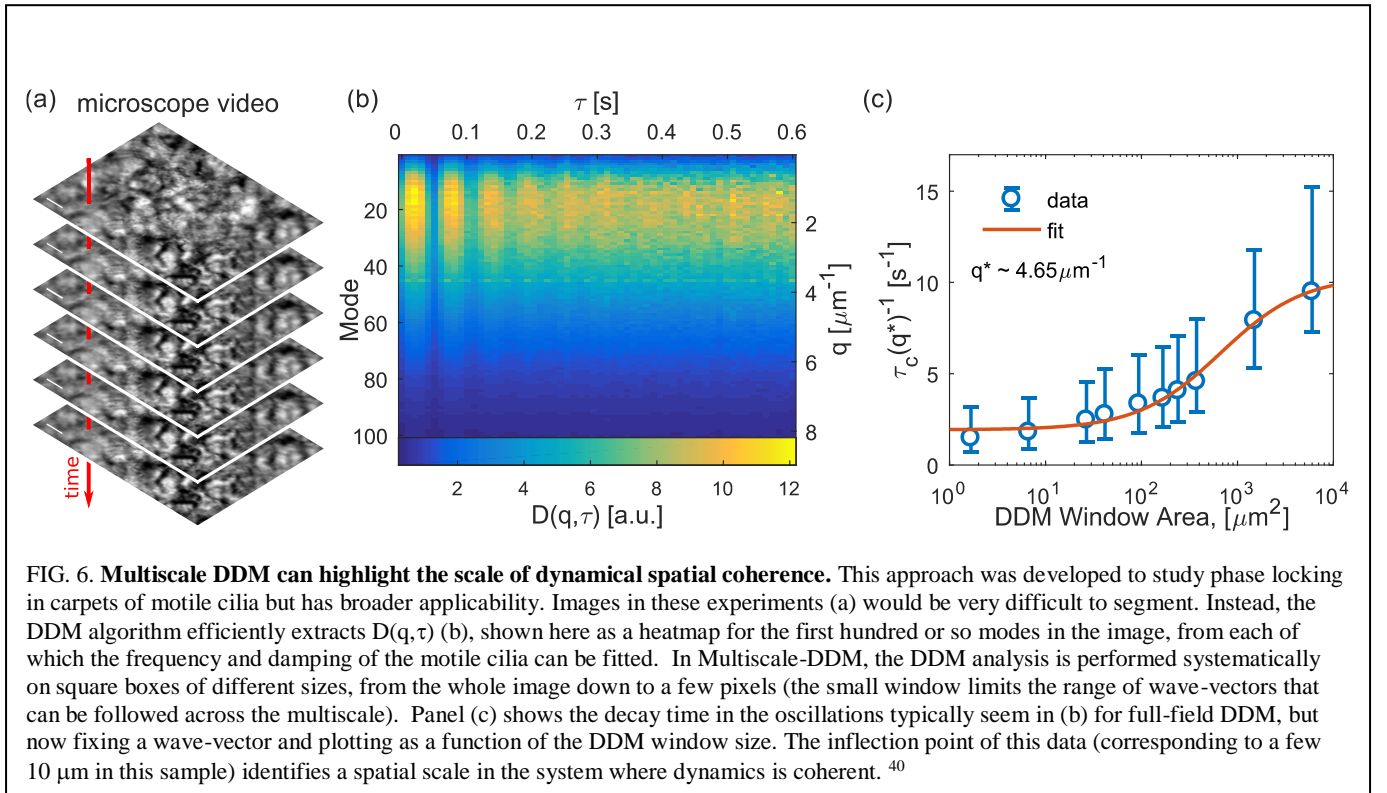 (a)
microscope video
time
(b)
τ [s]
0 0.1 0.2 0.3 0.4 0.5 0.6
Mode
20
40
60
80
100
2
4
6
8
q [μm-1]
2 4 6 8 10 12
D(q,τ) [a.u.]
(c)
data
fit
q* ~ 4.65μm-1
τc(q*)-1 [s-1]
15
10
5
0
100 101 102 103 104
DDM Window Area, [μm2]
FIG. 6. Multiscale DDM can highlight the scale of dynamical spatial coherence. This approach was developed to study phase locking
in carpets of motile cilia but has broader applicability. Images in these experiments (a) would be very difficult to segment. Instead, the
DDM algorithm efficiently extracts D(q,τ) (b), shown here as a heatmap for the first hundred or so modes in the image, from each of
which the frequency and damping of the motile cilia can be fitted. In Multiscale-DDM, the DDM analysis is performed systematically
on square boxes of different sizes, from the whole image down to a few pixels (the small window limits the range of wave-vectors that
can be followed across the multiscale). Panel (c) shows the decay time in the oscillations typically seem in (b) for full-field DDM, but
now fixing a wave-vector and plotting as a function of the DDM window size. The inflection point of this data (corresponding to a few
10 μm in this sample) identifies a spatial scale in the system where dynamics is coherent. 40